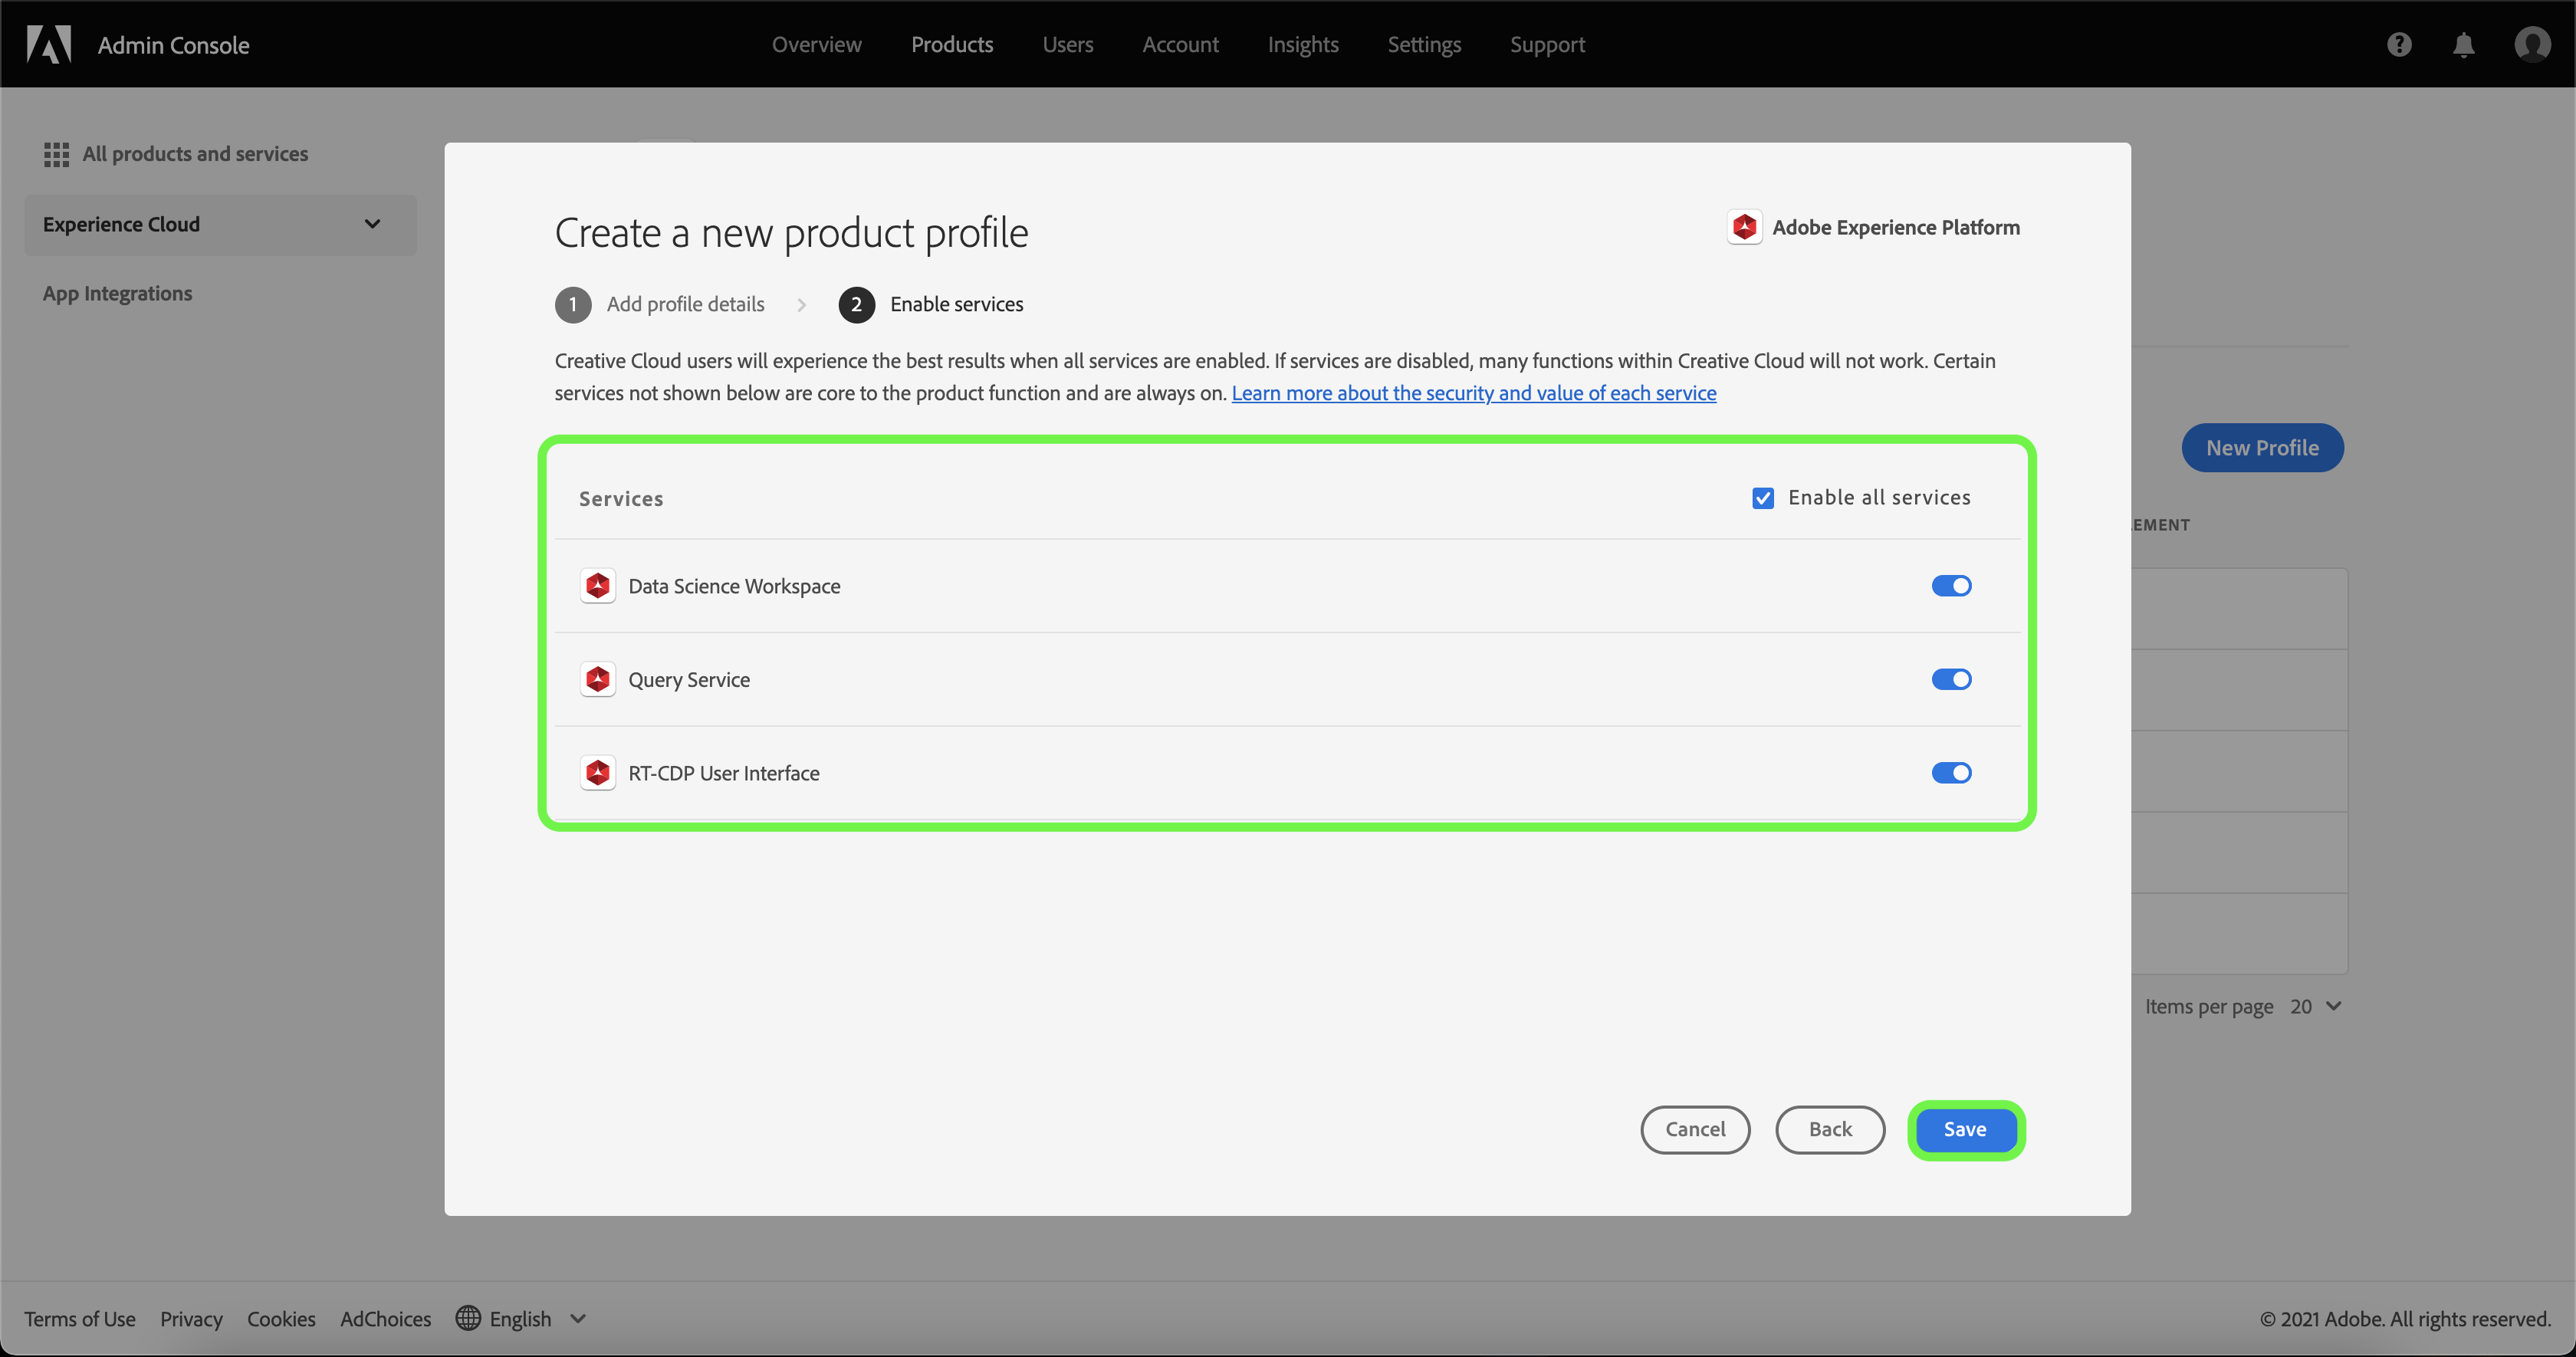 Admin Console
Overview
Products
Users
Account
Insights
Settings
Support
All products and services
Experience Cloud
App Integrations
Create a new product profile
Adobe Experience Platform
1 Add profile details
2 Enable services
Creative Cloud users will experience the best results when all services are enabled. If services are disabled, many functions within Creative Cloud will not work. Certain
services not shown below are core to the product function and are always on. Learn more about the security and value of each service
New Profile
Services
Enable all services
EMENT
Data Science Workspace
Query Service
RT-CDP User Interface
Items per page 20
Cancel
Back
Save
Terms of Use
Privacy
Cookies
AdChoices
English
© 2021 Adobe. All rights reserved.